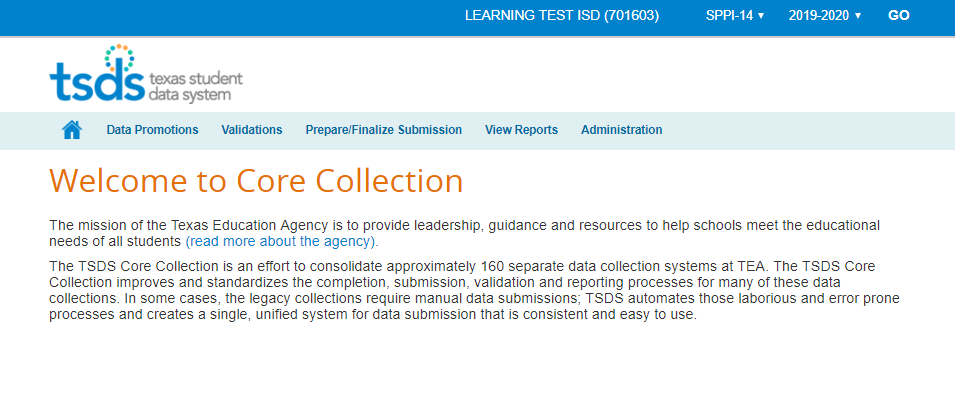 LEARNING TEST ISD (701603) SPPI-14 ▼ 2019-2020 ▼ GO
tsds texas student
data system
Data Promotions Validations Prepare/Finalize Submission View Reports Administration
Welcome to Core Collection
The mission of the Texas Education Agency is to provide leadership, guidance and resources to help schools meet the educational
needs of all students (read more about the agency).
The TSDS Core Collection is an effort to consolidate approximately 160 separate data collection systems at TEA. The TSDS Core
Collection improves and standardizes the completion, submission, validation and reporting processes for many of these data
collections. In some cases, the legacy collections require manual data submissions; TSDS automates those laborious and error prone
processes and creates a single, unified system for data submission that is consistent and easy to use.